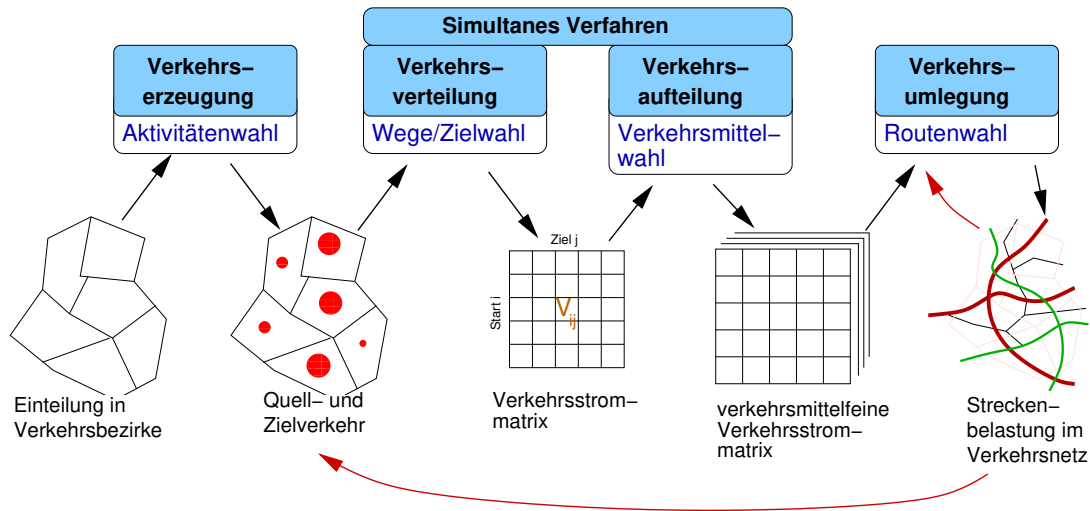 Simultanes Verfahren
Verkehrs–
erzeugung
Aktivitätenwahl
Verkehrs–
verteilung
Wege/Zielwahl
Verkehrs–
aufteilung
Verkehrsmittel–
wahl
Verkehrs–
umlegung
Routenwahl
Einteilung in
Verkehrsbezirke
Quell– und
Zielverkehr
Ziel j
Start i
Vij
Verkehrsstrom–
matrix
verkehrsmittelfeine
Verkehrsstrom–
matrix
Strecken–
belastung im
Verkehrsnetz